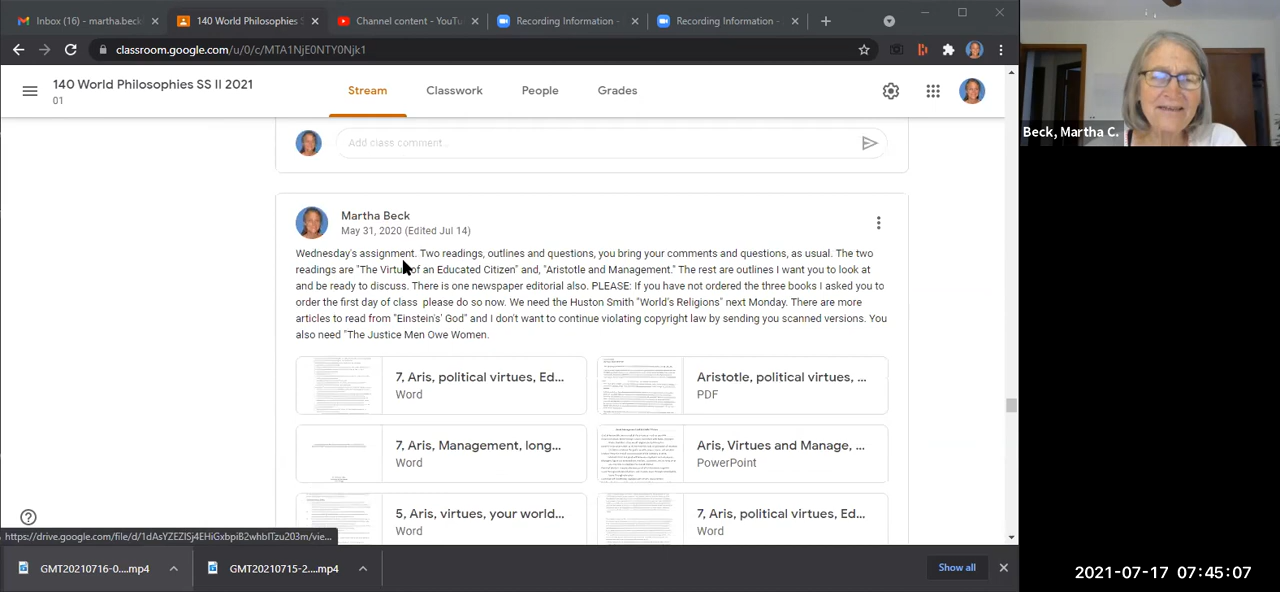 Inbox (16) - martha.beck
140 World Philosophies S
Channel content - YouTu
Recording Information -
Recording Information -
classroom.google.com/u/0/c/MTA1NjE0NTY0Njk1
140 World Philosophies SS II 2021
01
Stream
Classwork
People
Grades
Beck, Martha C.
Add class comment...
Martha Beck
May 31, 2020 (Edited Jul 14)
Wednesday's assignment. Two readings, outlines and questions, you bring your comments and questions, as usual. The two
readings are "The Virtue of an Educated Citizen" and, "Aristotle and Management." The rest are outlines I want you to look at
and be ready to discuss. There is one newspaper editorial also. PLEASE: If you have not ordered the three books I asked you to
order the first day of class please do so now. We need the Huston Smith "World's Religions" next Monday. There are more
articles to read from "Einstein's' God" and I don't want to continue violating copyright law by sending you scanned versions. You
also need "The Justice Men Owe Women.
7, Aris, political virtues, Ed...
Word
Aristotle, political virtues, ...
PDF
7, Aris, Management, long...
Word
Aris Virtues and Courage, ...
PowerPoint
5, Aris, virtues, your world...
Word
7, Aris, political virtues, Ed...
Word
GMT20210716-0....mp4
GMT20210715-2....mp4
Show all
2021-07-17 07:45:07